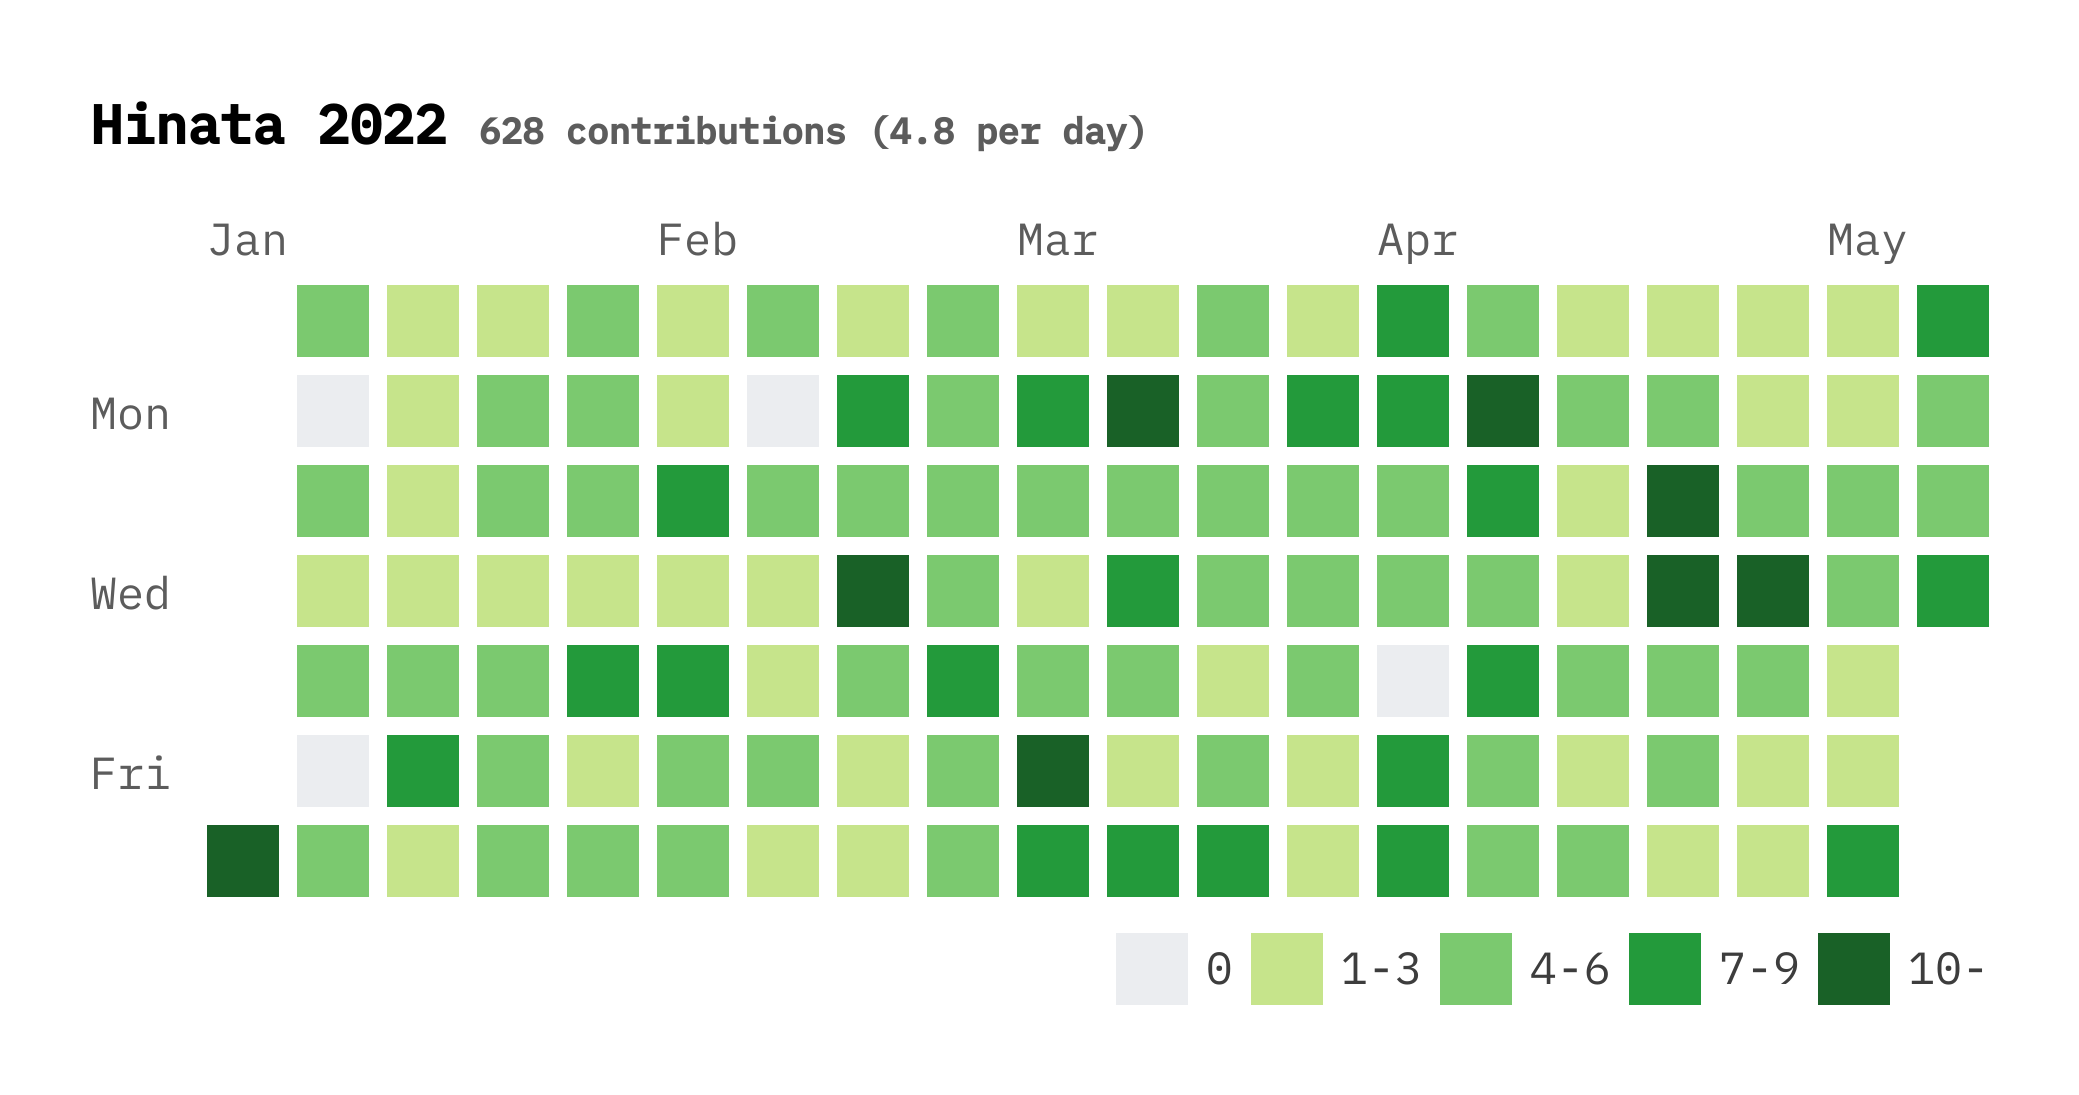 Hinata 2022 628 contributions (4.8 per day)
Jan Feb Mar Apr May
Mon
Wed
Fri
0 1-3 4-6 7-9 10-